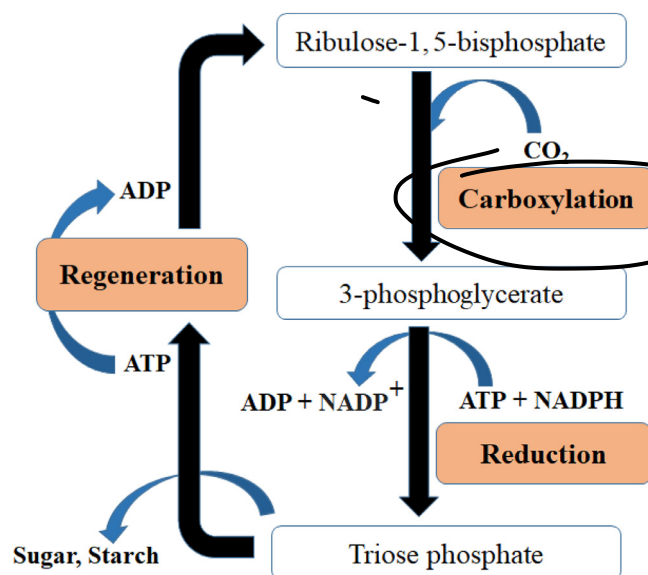 Ribulose-1, 5-bisphosphate
CO₂
ADP
Carboxylation
Regeneration
3-phosphoglycerate
ATP
ADP + NADP⁺
ATP + NADPH
Reduction
Sugar, Starch
Triose phosphate